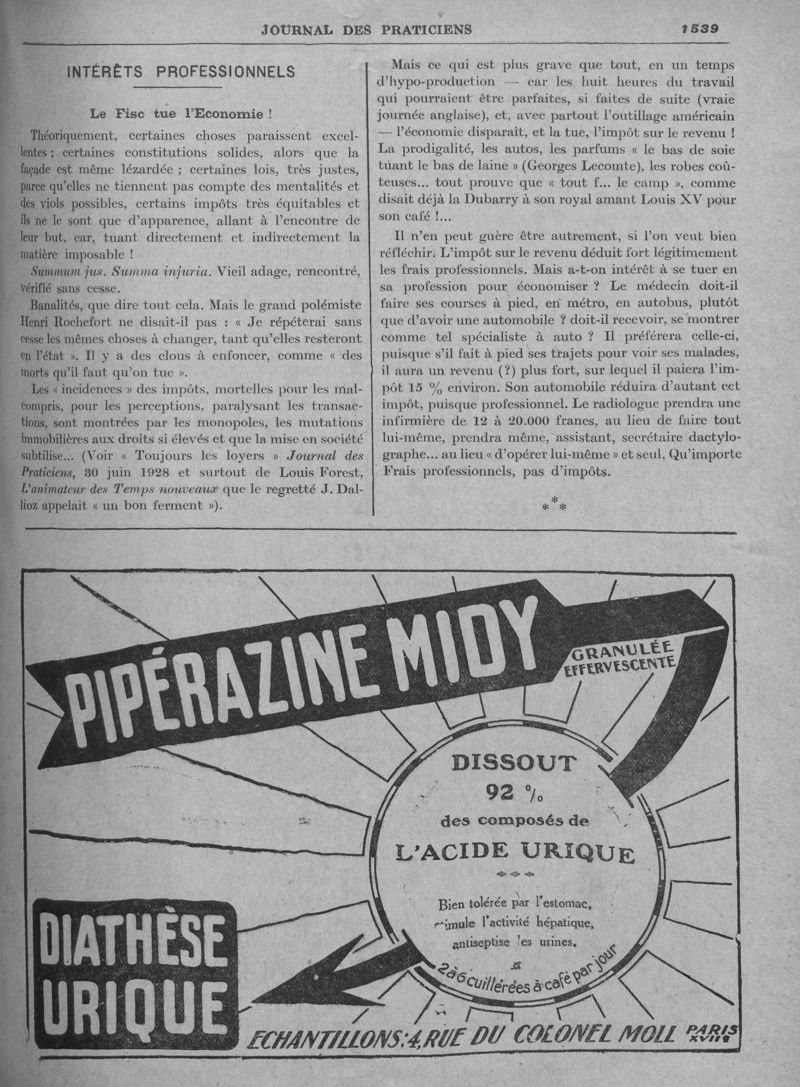 JOURNAL DES PRATICIENS
1539
INTÉRÊTS PROFESSIONNELS
Le Fisc tue l'Economie !
Théoriquement, certaines choses paraissent excel-
lentes ; certaines constitutions solides, alors que la
façade est même lézardée ; certaines lois, très justes,
parce qu'elles ne tiennent pas compte des mentalités et
des viols possibles, certains impôts très équitables et
ils ne le sont que d'apparence, allant à l'encontre de
leur but, car, tuant directement et indirectement la
matière imposable !
Summum jus. Summa injuria. Vieil adage, rencontré,
vérifié sans cesse.
Banalités, que dire tout cela. Mais le grand polémiste
Henri Rochefort ne disait-il pas : « Je répéterai sans
cesse les mêmes choses à changer, tant qu'elles resteront
en l'état ». Il y a des clous à enfoncer, comme « des
morts qu'il faut qu'on tue ».
Les « incidences » des impôts, mortelles pour les mal-
compris, pour les perceptions, paralysant les transac-
tions, sont montrées par les monopoles, les mutations
immobilières aux droits si élevés et que la mise en société
subtilise... (Voir « Toujours les loyers » Journal des
Praticiens, 30 juin 1928 et surtout de Louis Forest,
L'animateur des Temps nouveaux que le regretté J. Dal-
lioz appelait « un bon ferment »).
Mais ce qui est plus grave que tout, en un temps
d'hypo-production — car les huit heures du travail
qui pourraient être parfaites, si faites de suite (vraie
journée anglaise), et, avec partout l'outillage américain
— l'économie disparaît, et la tue, l'impôt sur le revenu !
La prodigalité, les autos, les parfums « le bas de soie
tuant le bas de laine » (Georges Lecomte), les robes coû-
teuses... tout prouve que « tout f... le camp », comme
disait déjà la Dubarry à son royal amant Louis XV pour
son café !...
Il n'en peut guère être autrement, si l'on veut bien
réfléchir. L'impôt sur le revenu déduit fort légitimement
les frais professionnels. Mais a-t-on intérêt à se tuer en
sa profession pour économiser ? Le médecin doit-il
faire ses courses à pied, en métro, en autobus, plutôt
que d'avoir une automobile ? doit-il recevoir, se montrer
comme tel spécialiste à auto ? Il préférera celle-ci,
puisque s'il fait à pied ses trajets pour voir ses malades,
il aura un revenu (?) plus fort, sur lequel il paiera l'im-
pôt 15 % environ. Son automobile réduira d'autant cet
impôt, puisque professionnel. Le radiologue prendra une
infirmière de 12 à 20.000 francs, au lieu de faire tout
lui-même, prendra même, assistant, secrétaire dactylo-
graphe... au lieu « d'opérer lui-même » et seul. Qu'importe
Frais professionnels, pas d'impôts.
*
* *
PIPÉRAZINE MIDY
GRANULÉE
EFFERVESCENTE
DISSOUT
92 %
des composés de
L'ACIDE URIQUE
Bien tolérée par l'estomac,
imule l'activité hépatique,
antiseptise les urines.
2 à 6 cuillérées à café par jour
DIATHÈSE
URIQUE
ECHANTILLONS: 4, RUE DU COLONEL MOLL PARIS
XVIIe